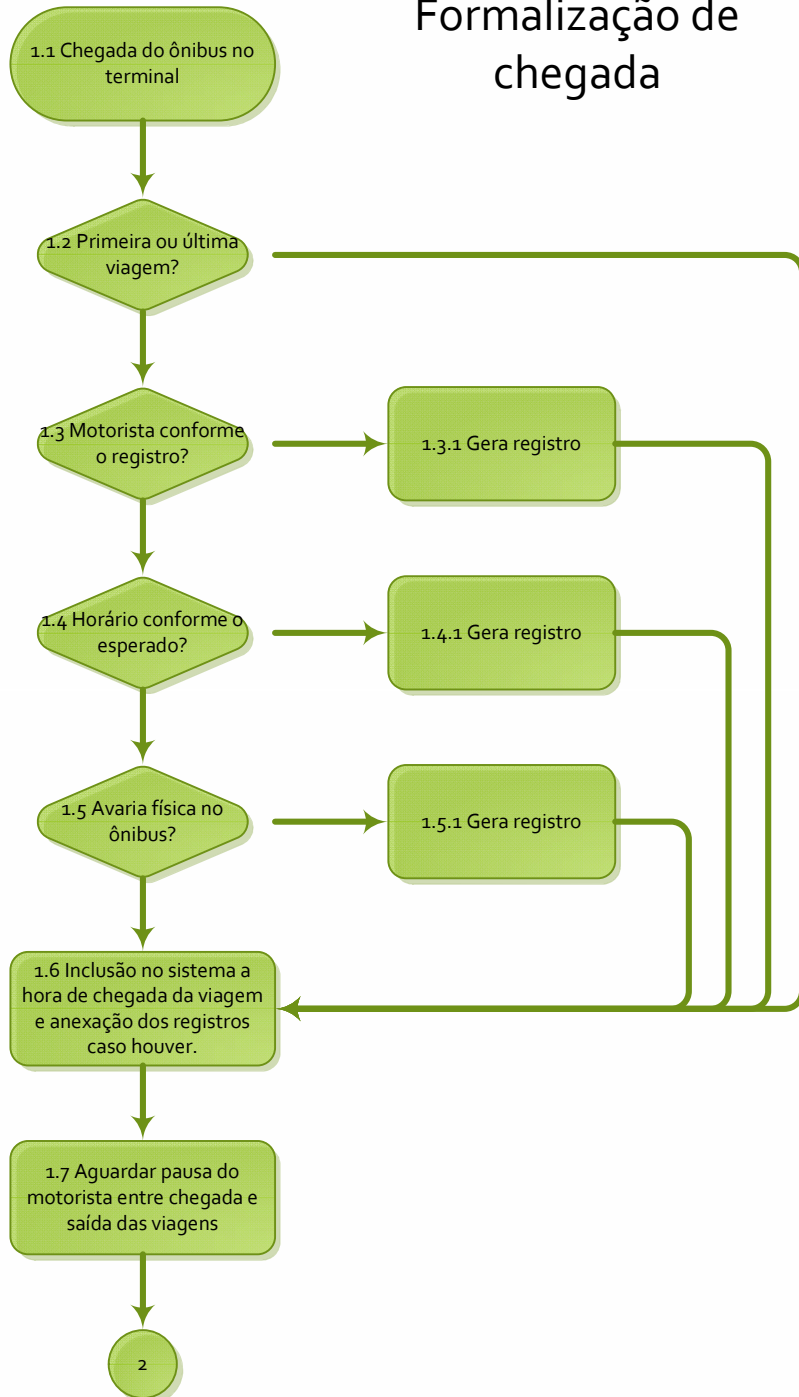 Formalização de
chegada
1.1 Chegada do ônibus no
terminal
1.2 Primeira ou última
viagem?
1.3 Motorista conforme
o registro?
1.3.1 Gera registro
1.4 Horário conforme o
esperado?
1.4.1 Gera registro
1.5 Avaria física no
ônibus?
1.5.1 Gera registro
1.6 Inclusão no sistema a
hora de chegada da viagem
e anexação dos registros
caso houver.
1.7 Aguardar pausa do
motorista entre chegada e
saída das viagens
2